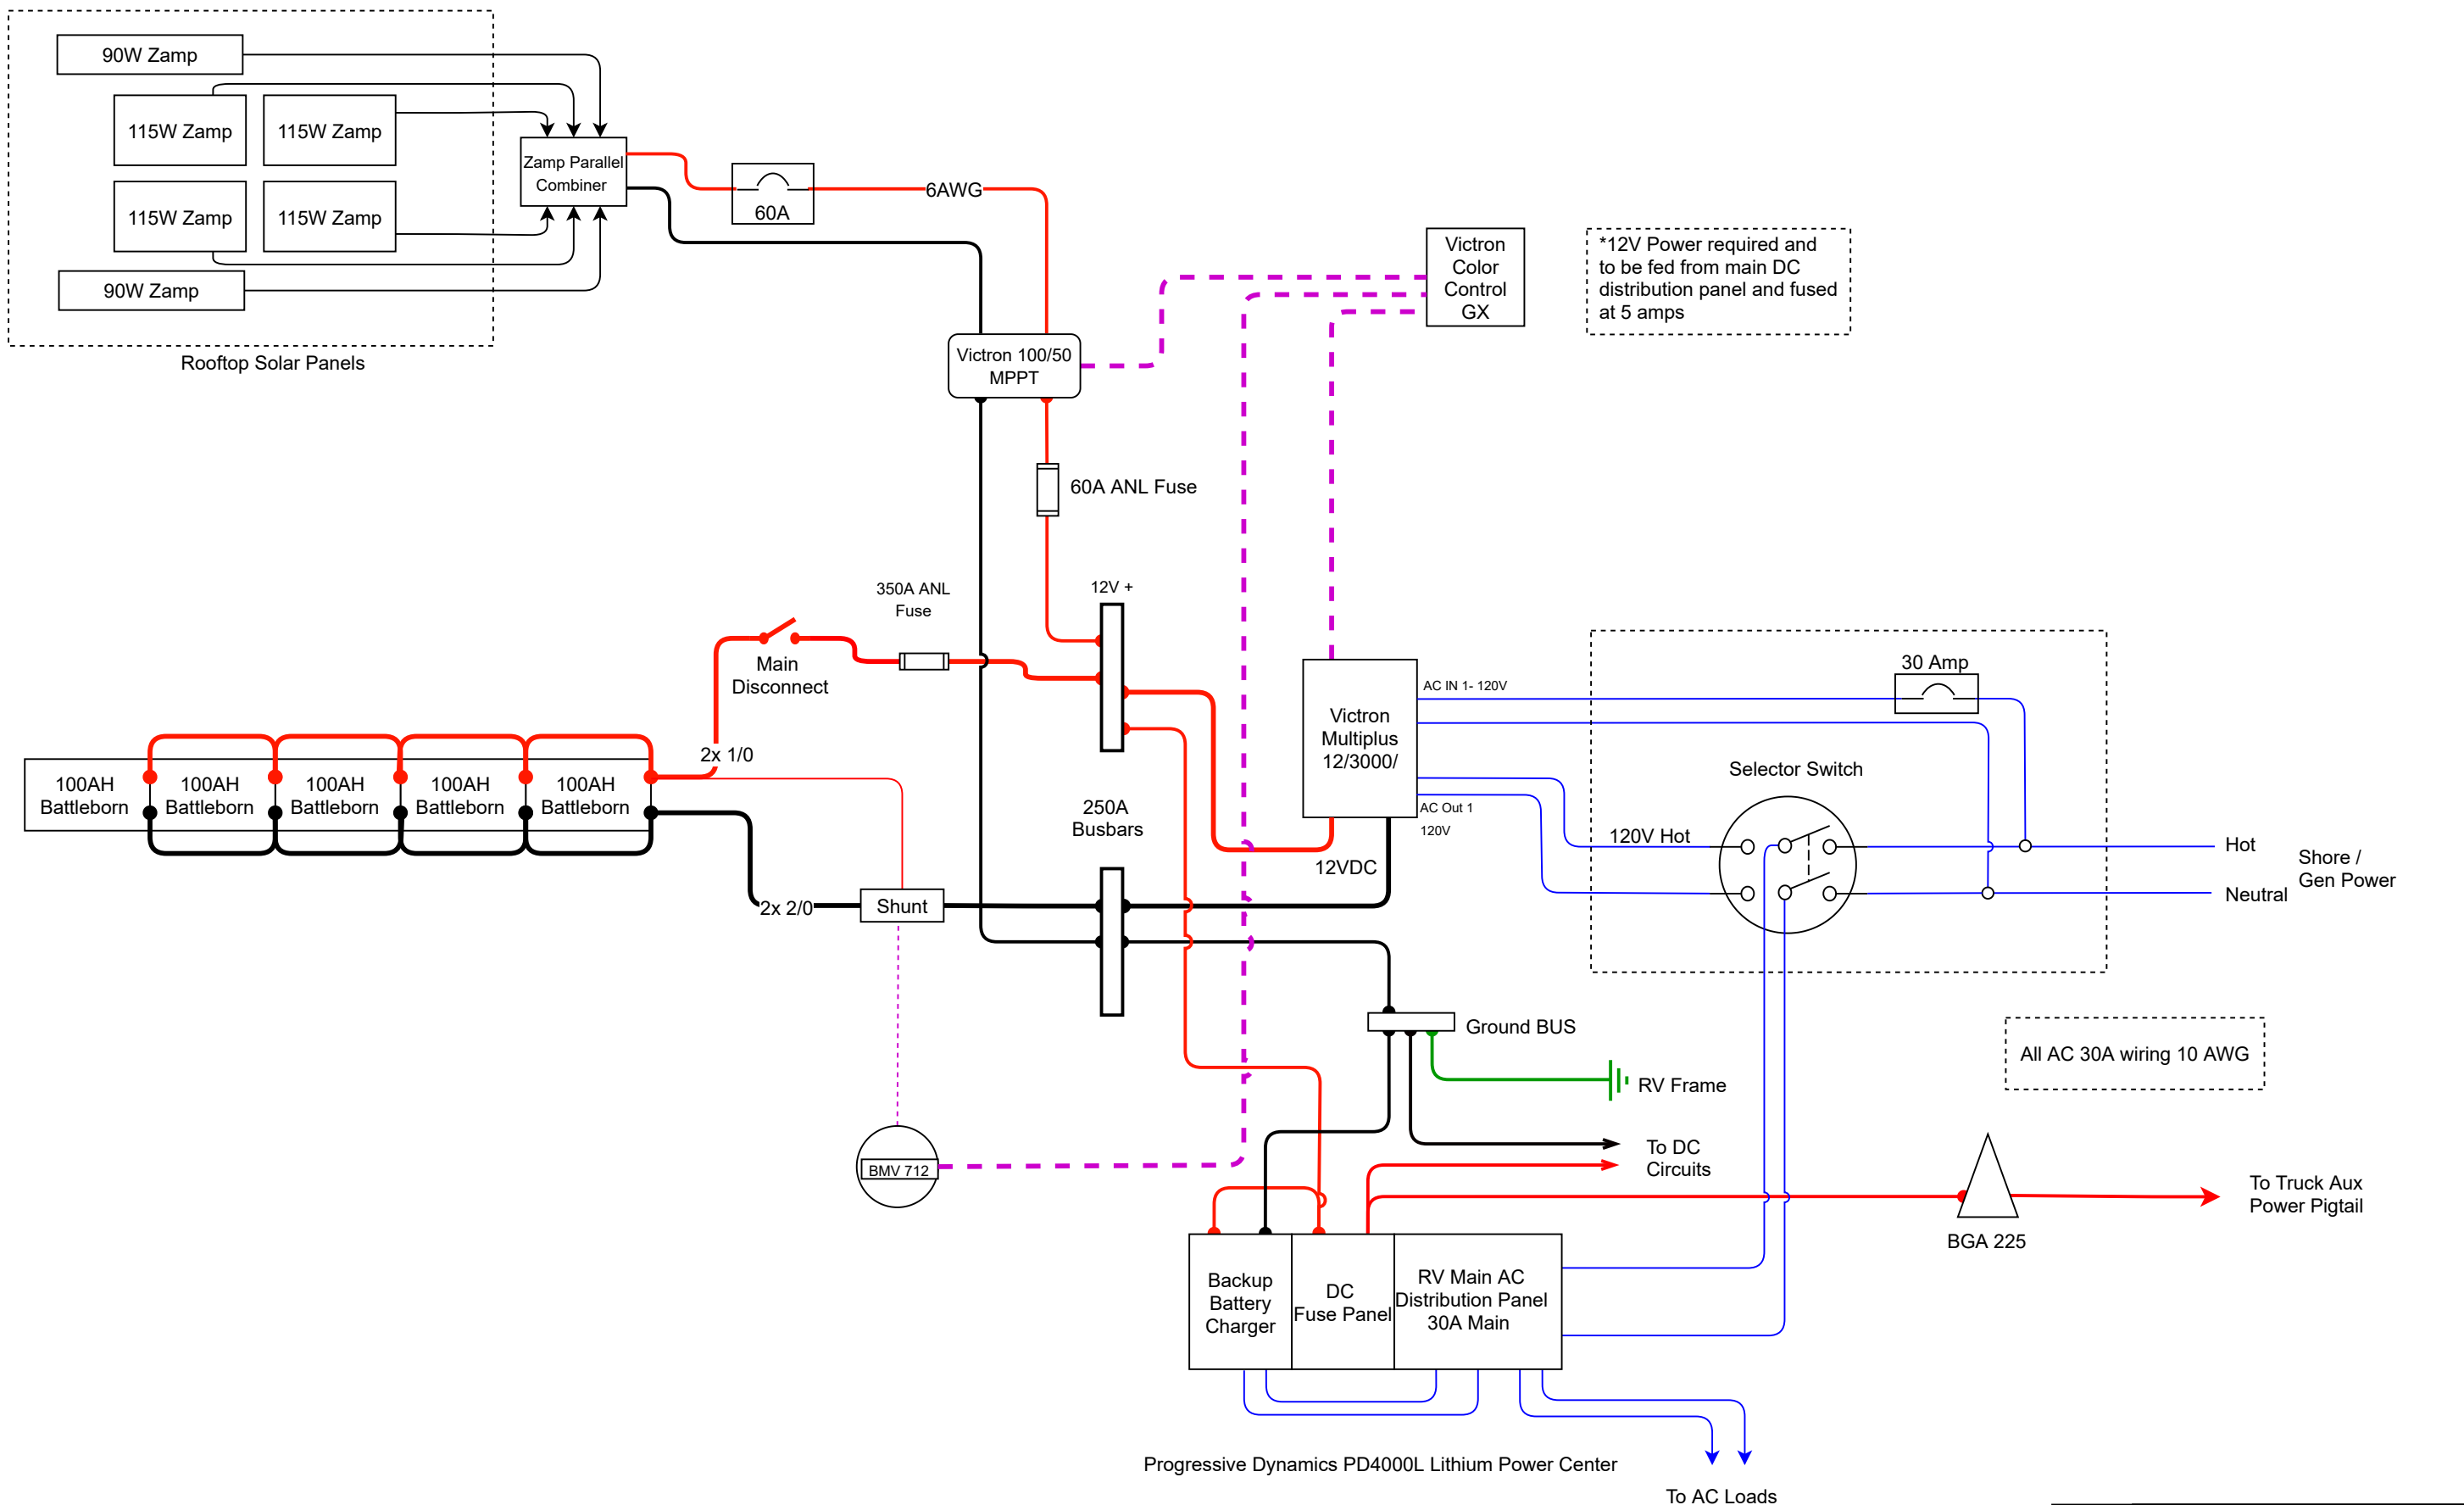 90W Zamp
115W Zamp
115W Zamp
115W Zamp
115W Zamp
90W Zamp
Rooftop Solar Panels
Zamp Parallel
Combiner
60A
6AWG
Victron 100/50
MPPT
Victron
Color
Control
GX
*12V Power required and
to be fed from main DC
distribution panel and fused
at 5 amps
60A ANL Fuse
350A ANL
Fuse
12V +
Main
Disconnect
2x 1/0
100AH
Battleborn
100AH
Battleborn
100AH
Battleborn
100AH
Battleborn
100AH
Battleborn
2x 2/0
Shunt
250A
Busbars
BMV 712
Victron
Multiplus
12/3000/
AC IN 1- 120V
AC Out 1
120V
12VDC
30 Amp
Selector Switch
120V Hot
Hot
Neutral
Shore /
Gen Power
Ground BUS
RV Frame
All AC 30A wiring 10 AWG
To DC
Circuits
BGA 225
To Truck Aux
Power Pigtail
Backup
Battery
Charger
DC
Fuse Panel
RV Main AC
Distribution Panel
30A Main
Progressive Dynamics PD4000L Lithium Power Center
To AC Loads